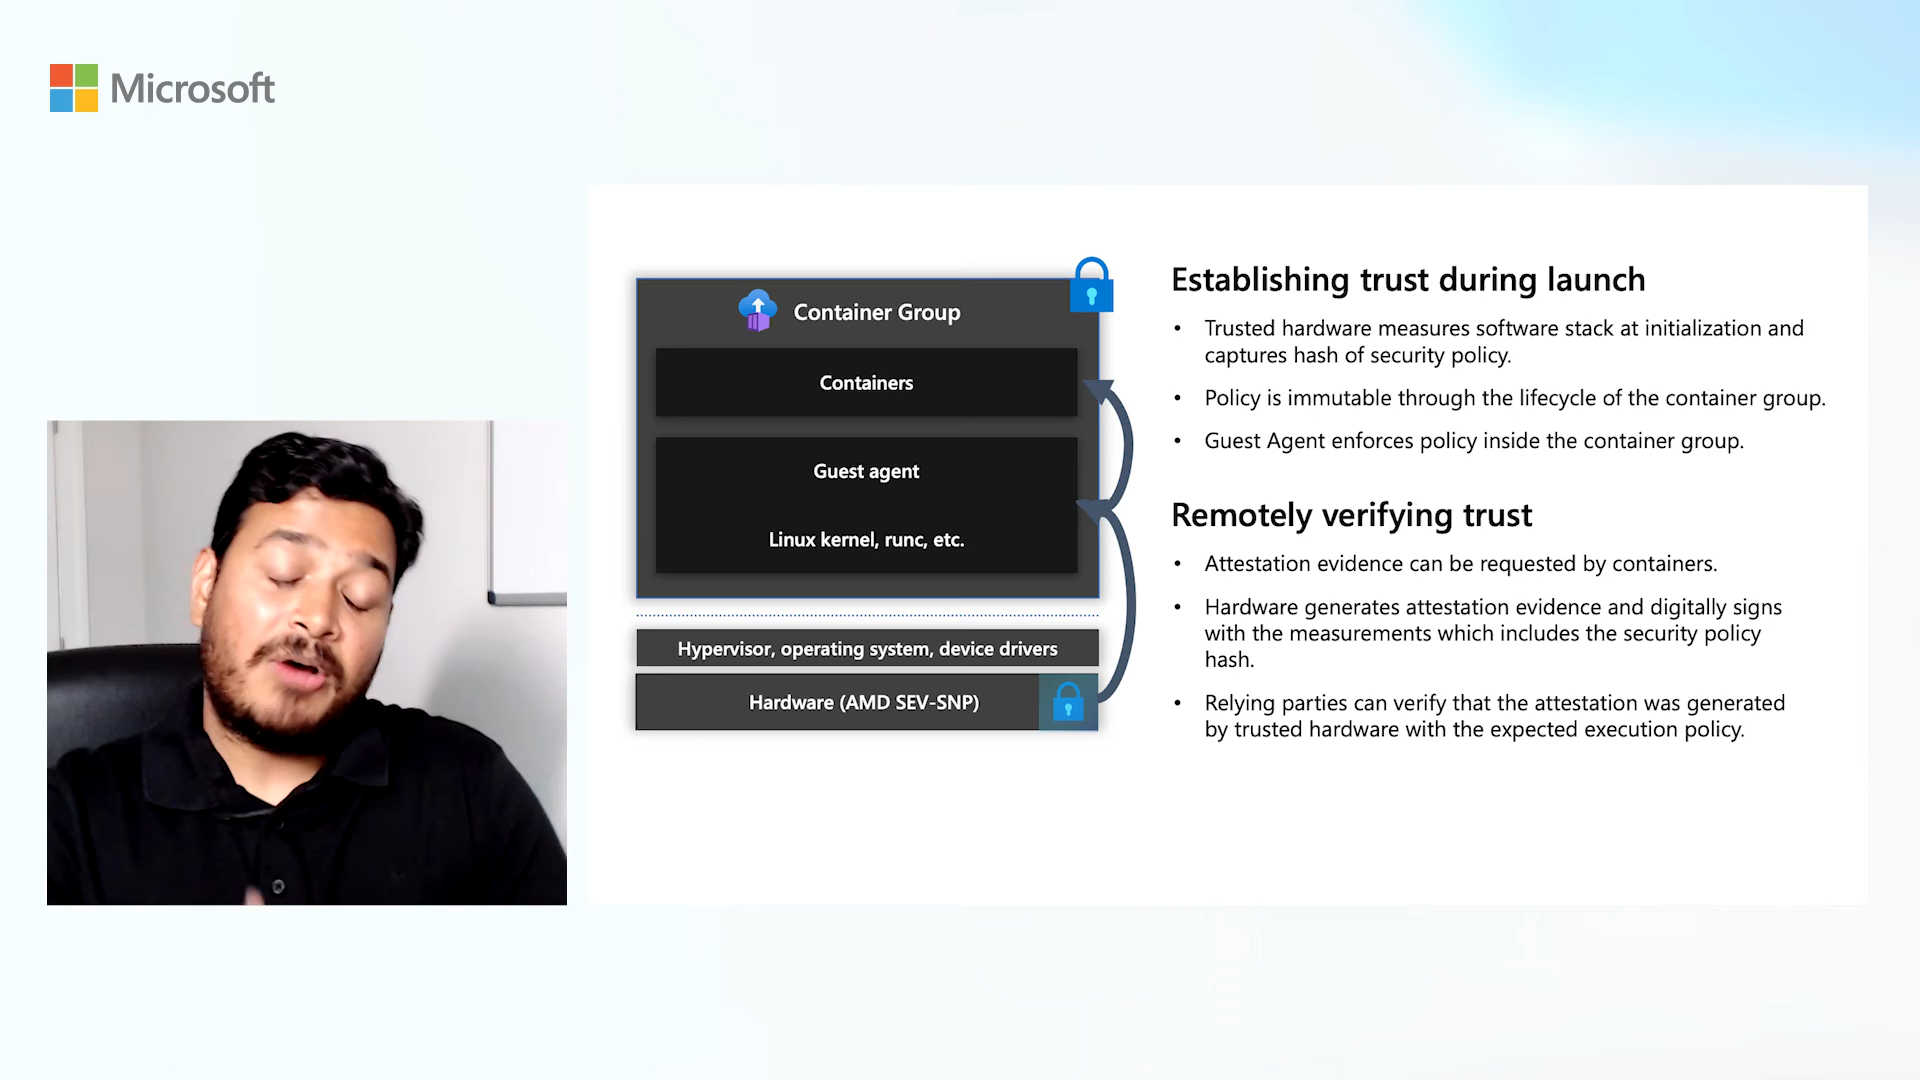 Microsoft
Container Group
Containers
Guest agent
Linux kernel, runc, etc.
Hypervisor, operating system, device drivers
Hardware (AMD SEV-SNP)
Establishing trust during launch
• Trusted hardware measures software stack at initialization and
captures hash of security policy.
• Policy is immutable through the lifecycle of the container group.
• Guest Agent enforces policy inside the container group.
Remotely verifying trust
• Attestation evidence can be requested by containers.
• Hardware generates attestation evidence and digitally signs
with the measurements which includes the security policy
hash.
• Relying parties can verify that the attestation was generated
by trusted hardware with the expected execution policy.